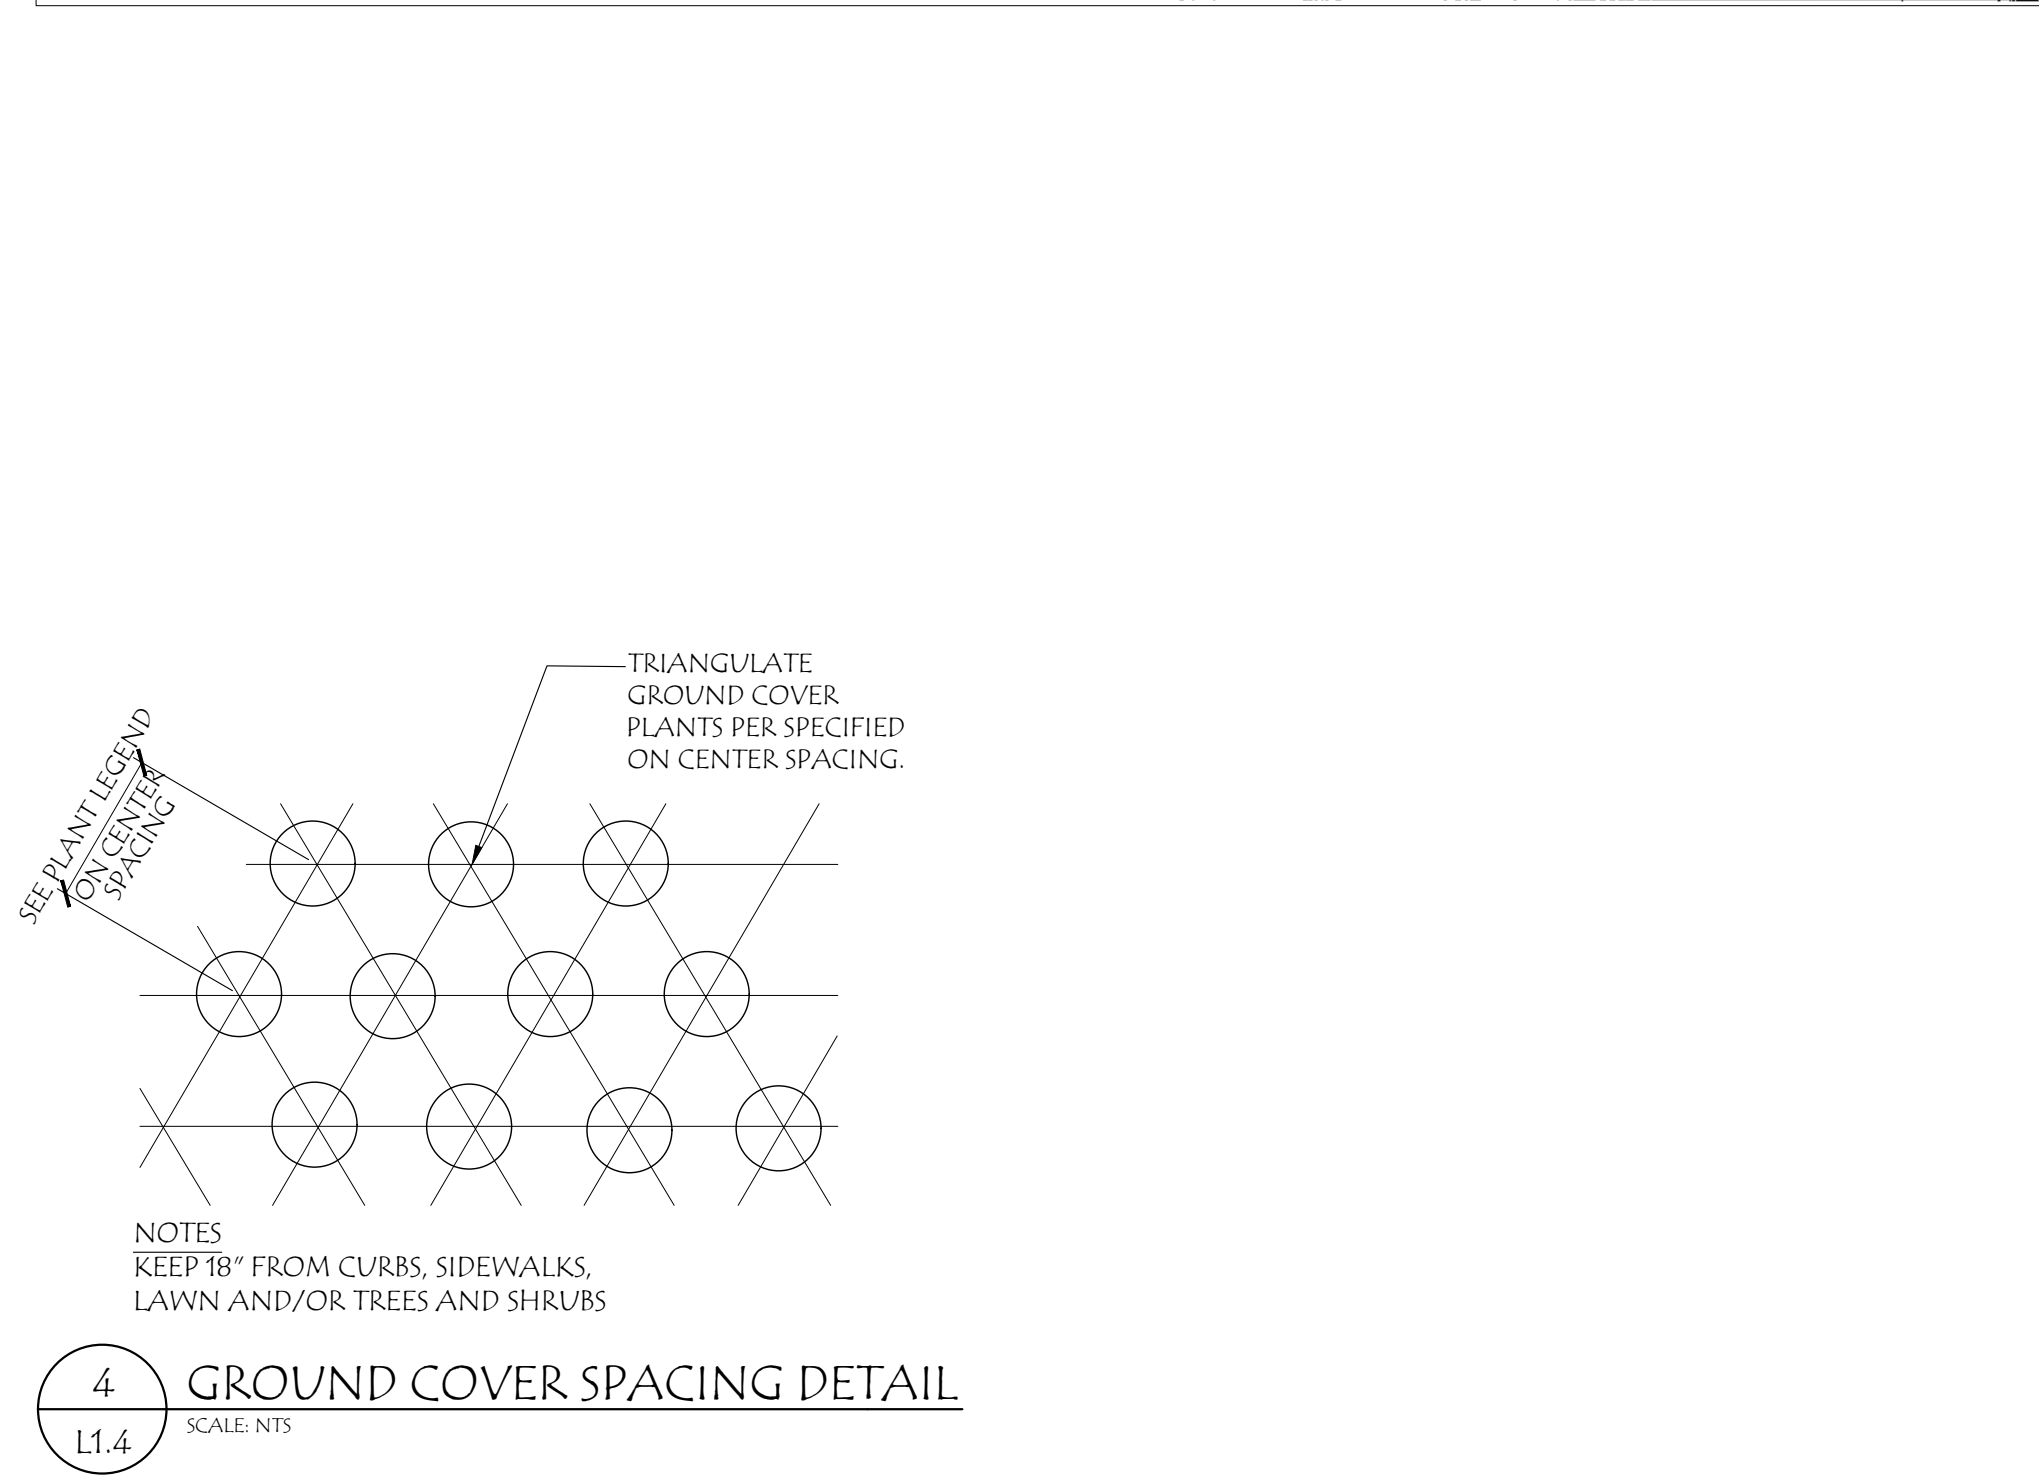 TRIANGULATE
GROUND COVER
PLANTS PER SPECIFIED
ON CENTER SPACING.
SEE PLANT LEGEND
ON CENTER
SPACING
NOTES
KEEP 18" FROM CURBS, SIDEWALKS,
LAWN AND/OR TREES AND SHRUBS
4
L1.4
GROUND COVER SPACING DETAIL
SCALE: NTS